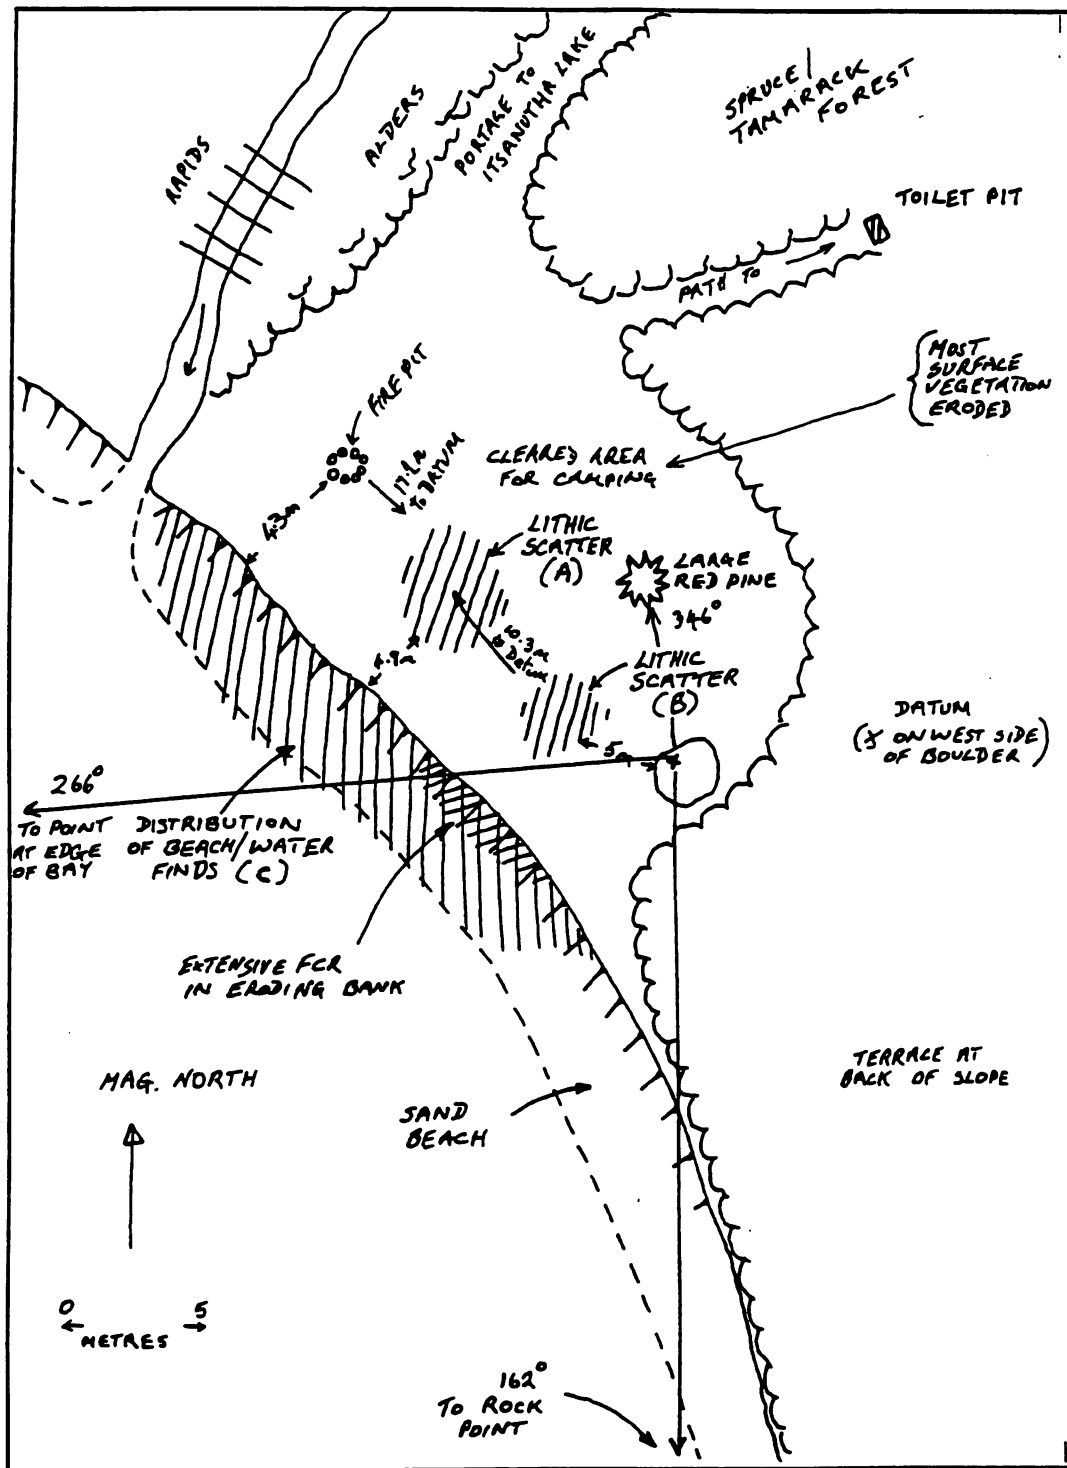 SPRUCE/
TAMARACK
FOREST
ALDERS
PORTAGE TO
ITSANUTHA LAKE
RAPIDS
TOILET PIT
PATH TO
MOST
SURFACE
VEGETATION
ERODED
FIRE PIT
CLEARED AREA
FOR CAMPING
TO DATUM
4.3m
LITHIC
SCATTER
(A)
LARGE
RED PINE
346°
10.3m
to Datum
4.9m
LITHIC
SCATTER
(B)
5m
DATUM
ON WEST SIDE
OF BOULDER)
266°
TO POINT
AT EDGE
OF BAY
DISTRIBUTION
OF BEACH/WATER
FINDS (C)
EXTENSIVE FCR
IN ERODING BANK
MAG. NORTH
SAND
BEACH
TERRACE AT
BACK OF SLOPE
0 5
METRES
162°
TO ROCK
POINT